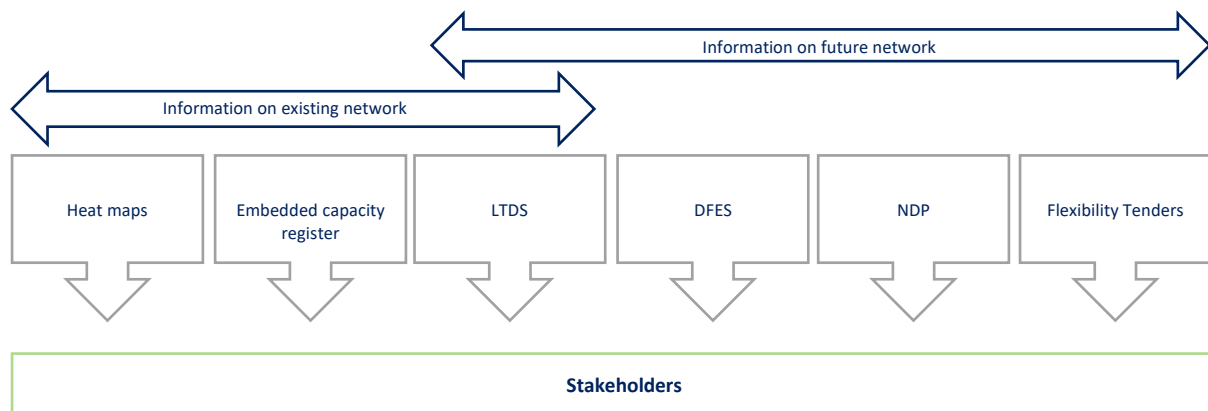 Information on future network
Information on existing network
Heat maps
Embedded capacity
register
LTDS
DFES
NDP
Flexibility Tenders
Stakeholders